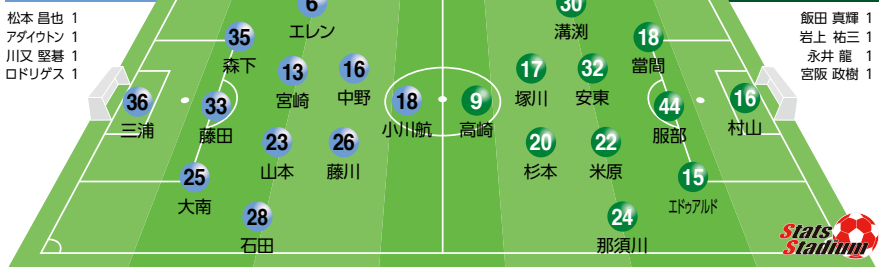 松本 昌也 1
アダイウトン 1
川又 堅碁 1
ロドリゲス 1
飯田 真輝 1
岩上 祐三 1
永井 龍 1
宮阪 政樹 1
6
エレン
35
森下
13
宮崎
16
中野
36
三浦
33
藤田
18
小川航
23
山本
26
藤川
25
大南
28
石田
30
溝渕
18
當間
17
塚川
32
安東
9
高崎
44
服部
16
村山
20
杉本
22
米原
15
エドゥアルド
24
那須川
Stats
Stadium